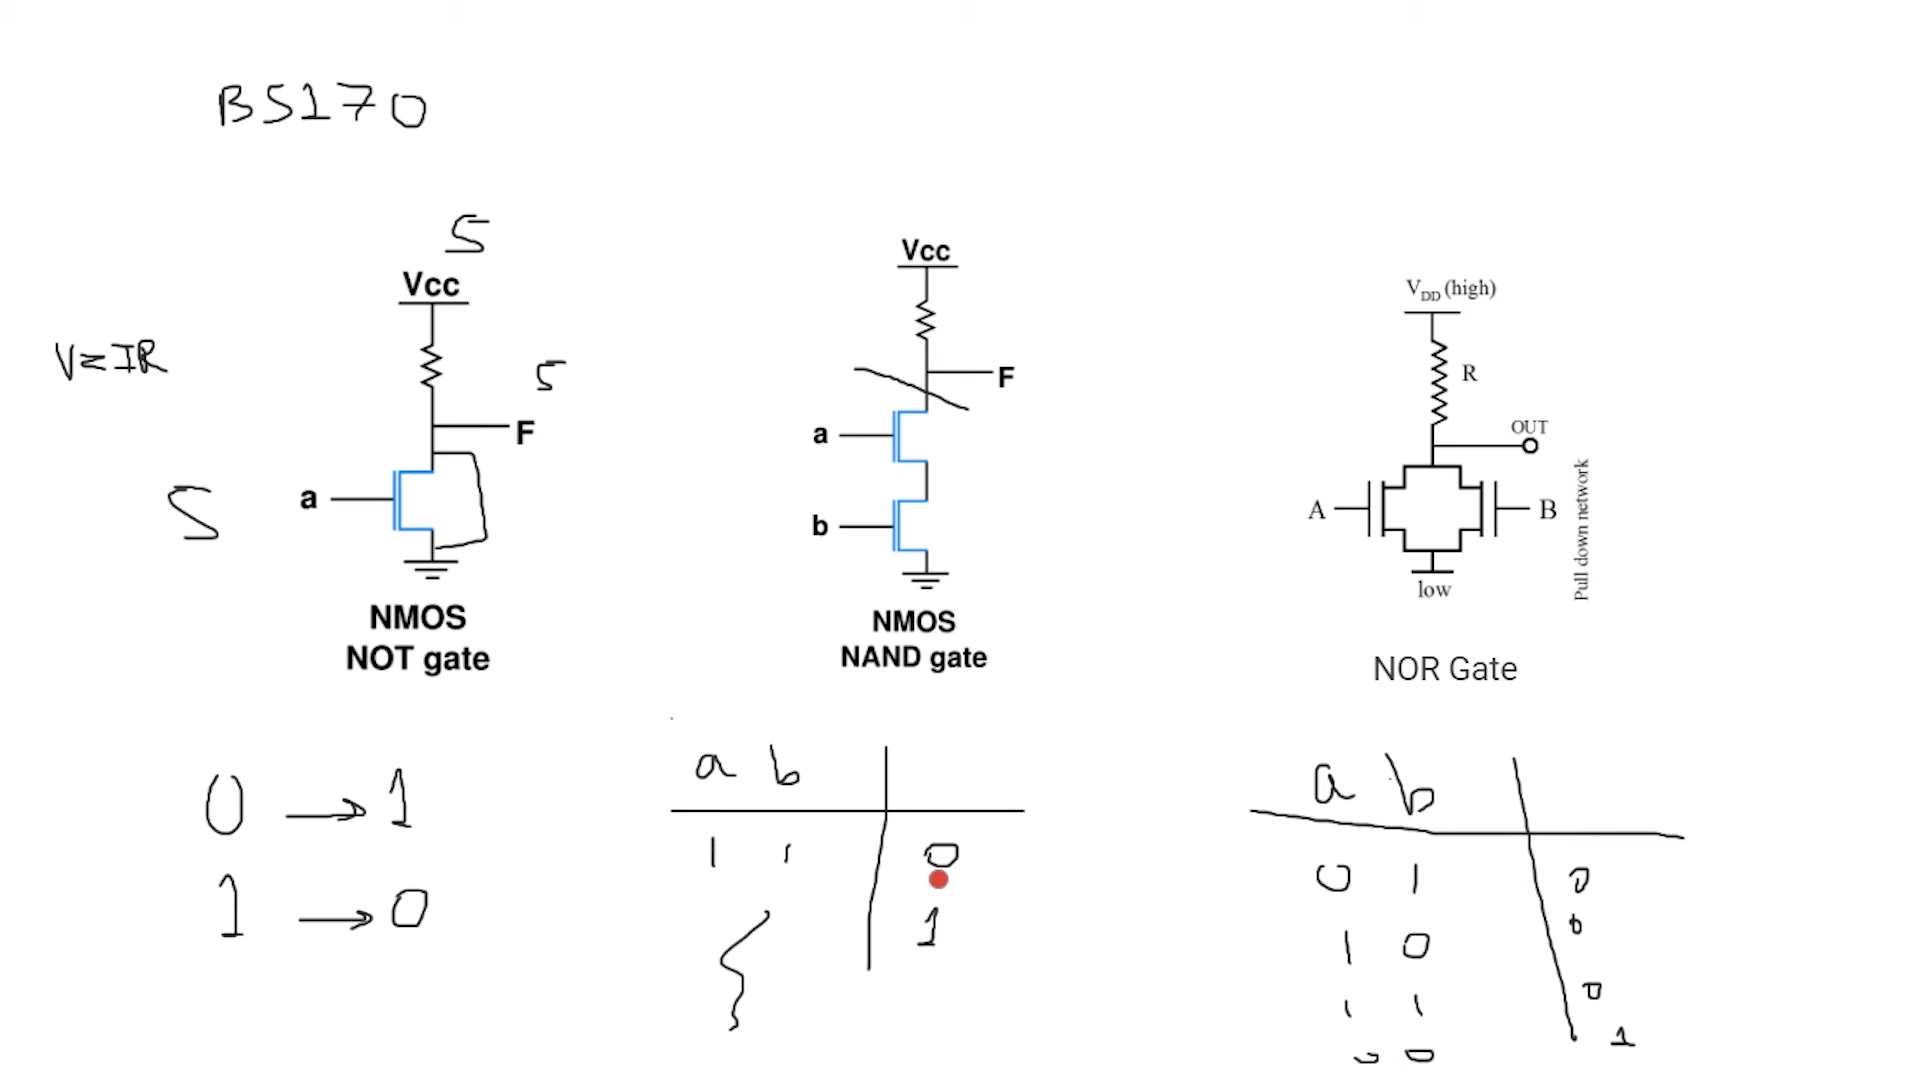 BS170
5
Vcc
V=IR
5
F
5
a
NMOS
NOT gate
0 → 1
1 → 0
Vcc
F
a
b
NMOS
NAND gate
a b
1 1 0
1
VDD (high)
R
OUT
A
B
Pull down network
low
NOR Gate
a b
0 1 0
1 0 0
1 1 0
0 0 1